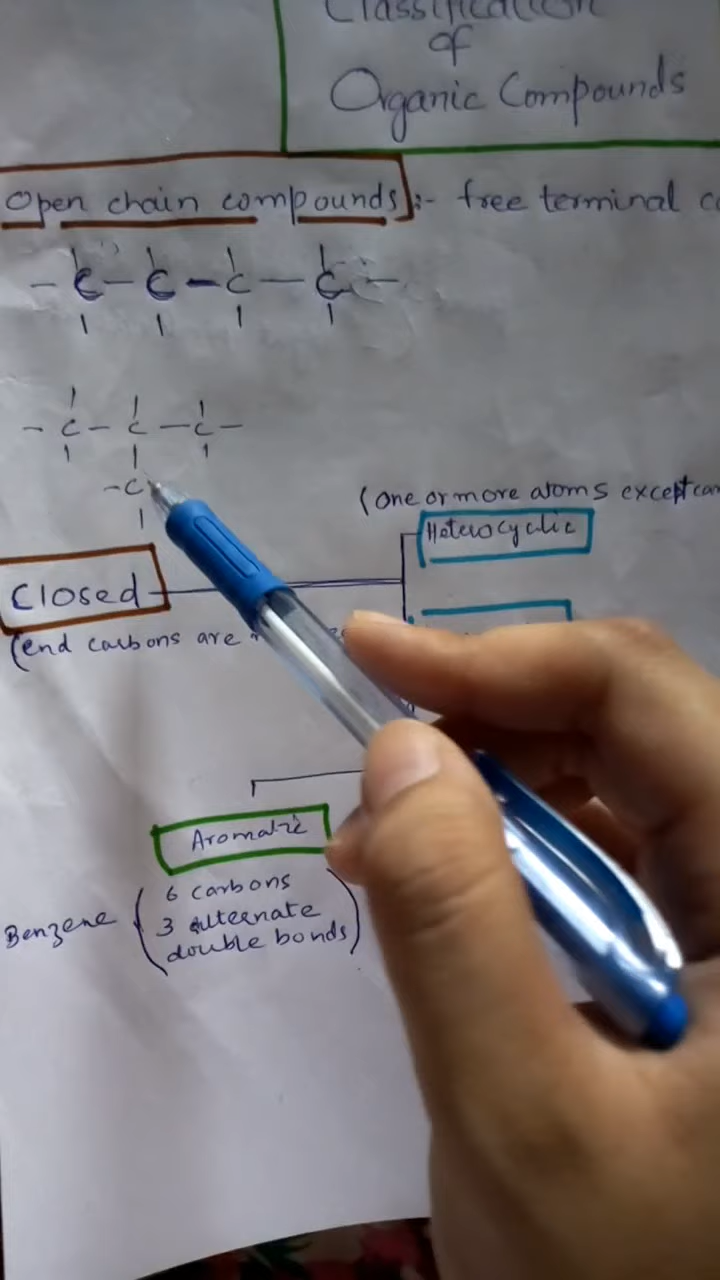 Classification
of
Organic Compounds
Open chain compounds :- free terminal
- C - C - C - C -
- C - C - C -
- C
(One or more atoms except
Heterocyclic
Closed
(end carbons are
Aromatic
Benzene
6 carbons
3 alternate
double bonds